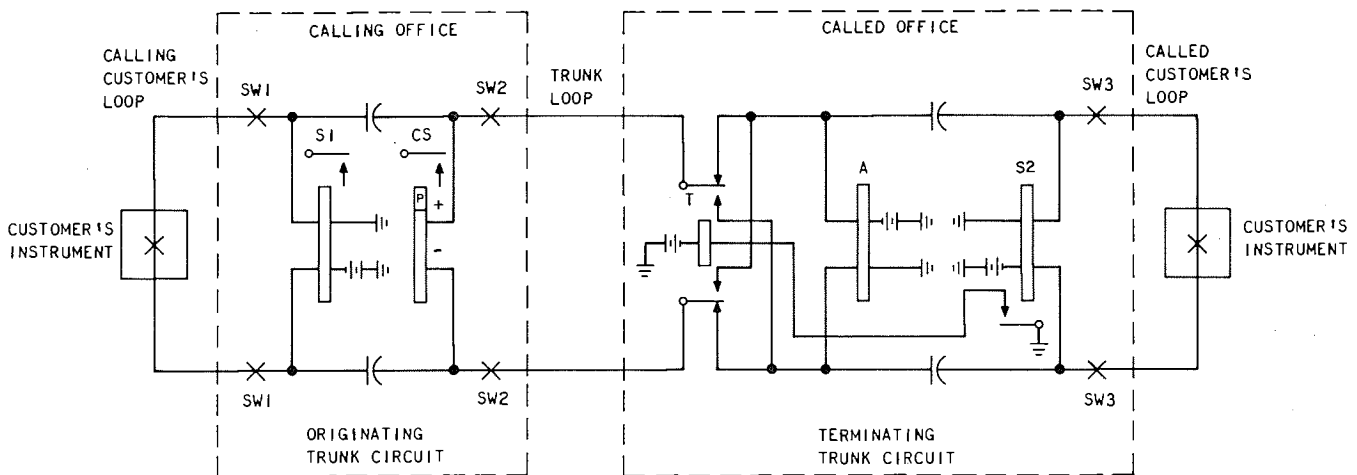 CALLING OFFICE
CALLED OFFICE
CALLING
CUSTOMER'S
LOOP
SW1
SW2
TRUNK
LOOP
SW3
CALLED
CUSTOMER'S
LOOP
S1
CS
P
+
-
T
A
S2
CUSTOMER'S
INSTRUMENT
CUSTOMER'S
INSTRUMENT
SW1
SW2
SW3
ORIGINATING
TRUNK CIRCUIT
TERMINATING
TRUNK CIRCUIT